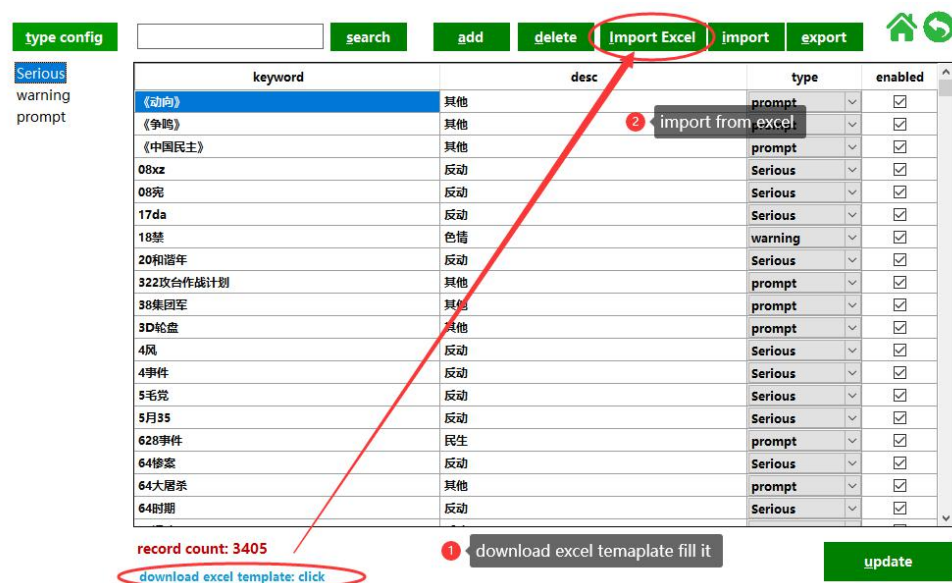 type config search add delete Import Excel import export
Serious
warning
prompt
keyword desc type enabled
《动向》 其他 prompt
《争鸣》 其他 prompt
2 import from excel
《中国民主》 其他 prompt
08xz 反动 Serious
08宪 反动 Serious
17da 反动 Serious
18禁 色情 warning
20和谐年 反动 Serious
322攻台作战计划 其他 prompt
38集团军 其他 prompt
3D轮盘 其他 prompt
4风 反动 Serious
4事件 反动 Serious
5毛党 反动 Serious
5月35 反动 Serious
628事件 民生 prompt
64惨案 反动 Serious
64大屠杀 其他 prompt
64时期 反动 Serious
record count: 3405
1 download excel temaplate fill it
download excel template: click
update